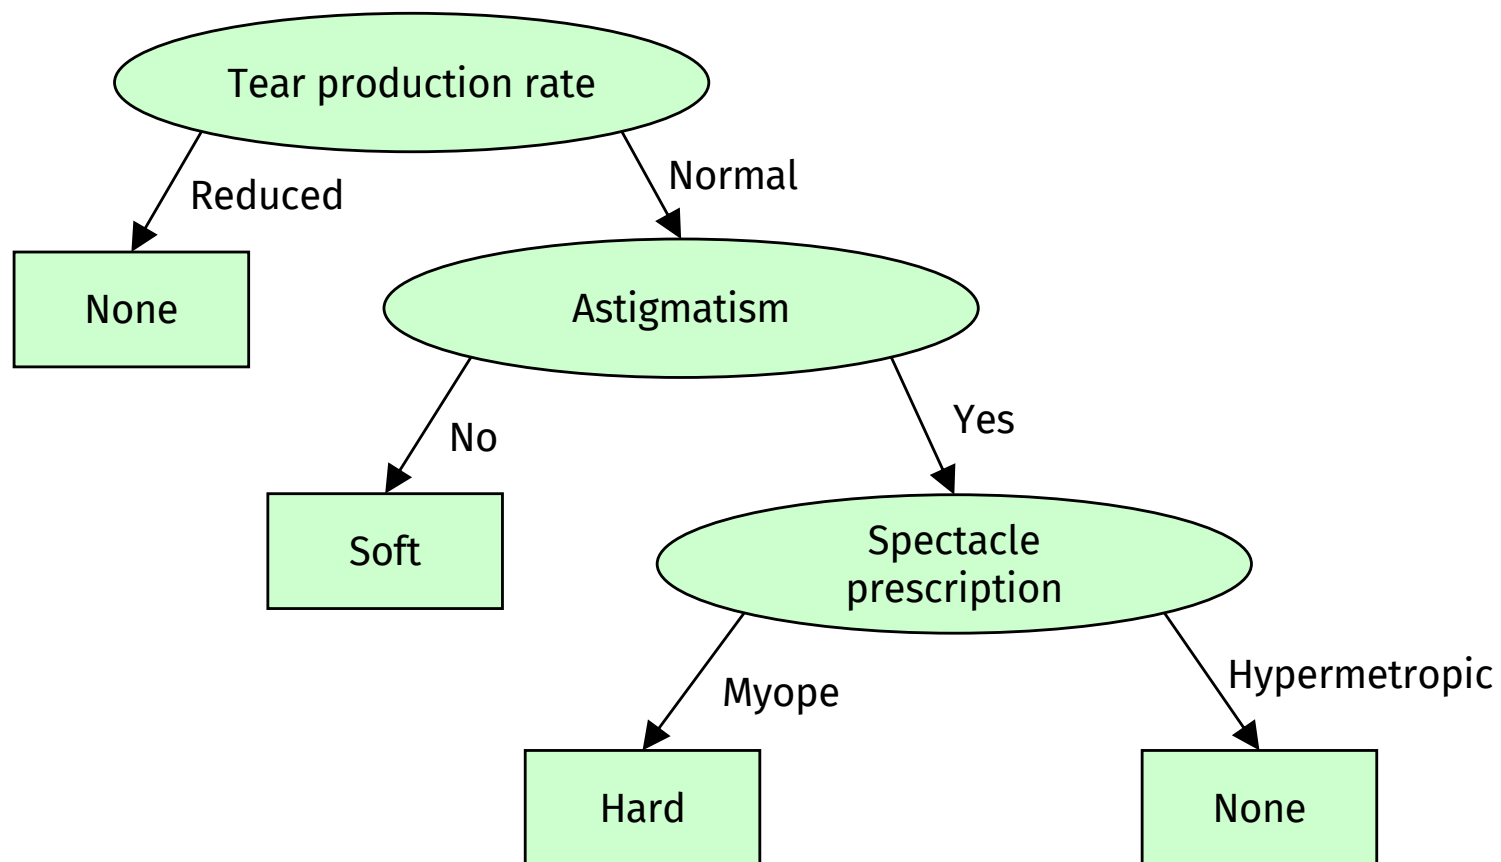 Tear production rate
Reduced
Normal
None
Astigmatism
No
Yes
Soft
Spectacle
prescription
Myope
Hypermetropic
Hard
None